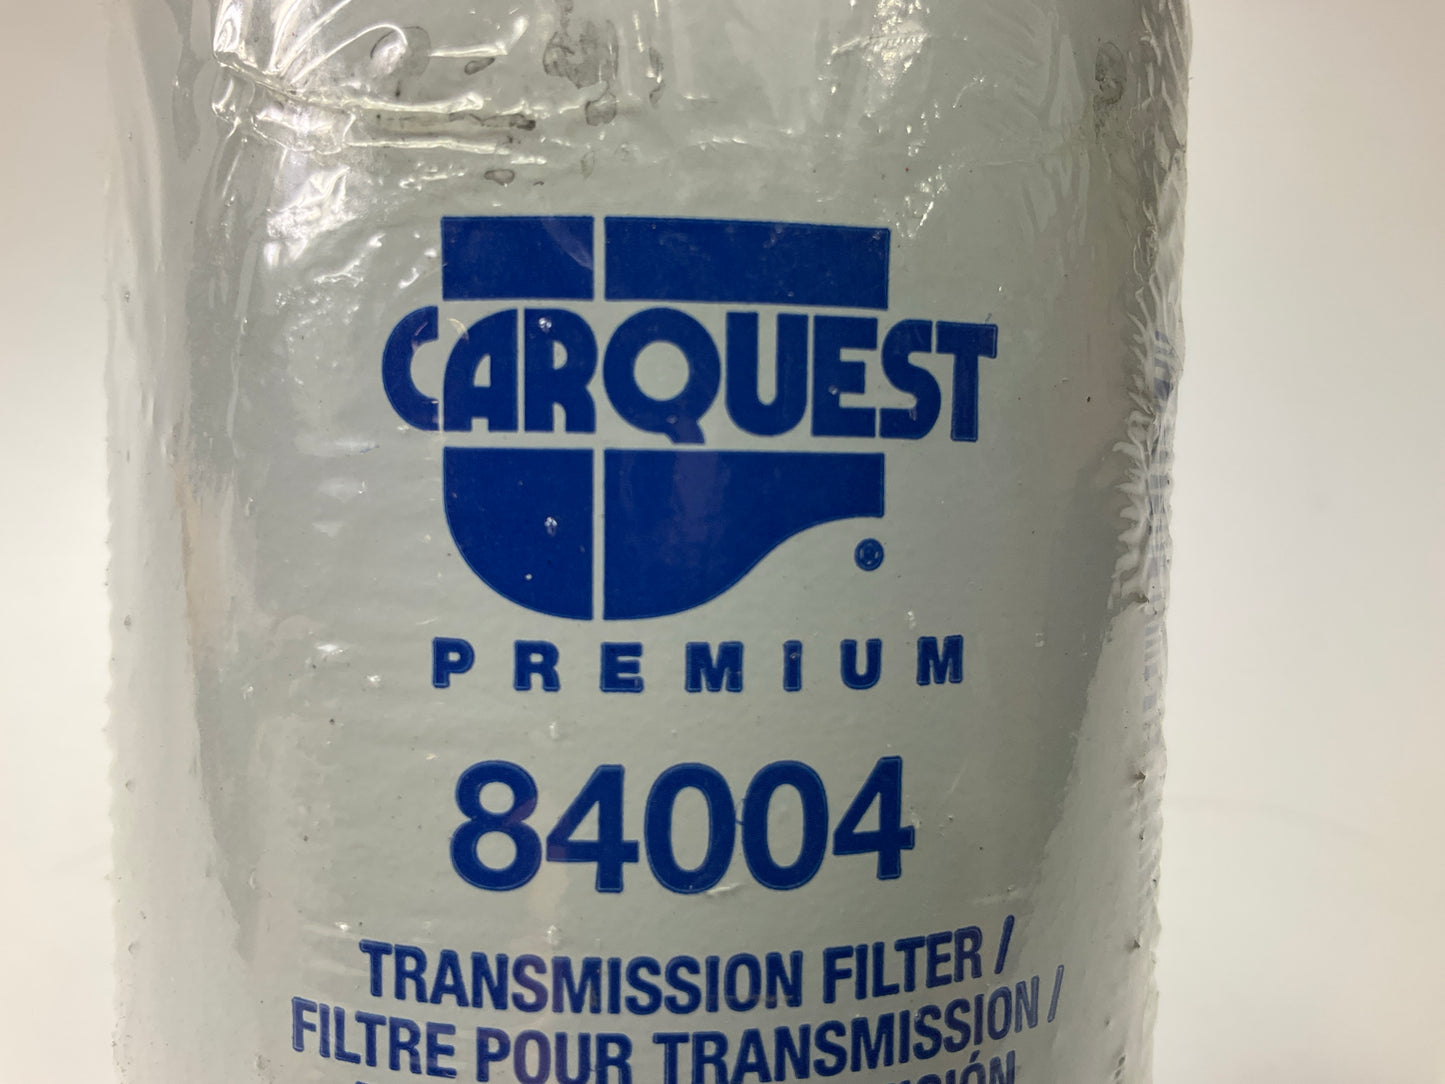 CARQUEST
®
PREMIUM
84004
TRANSMISSION FILTER /
FILTRE POUR TRANSMISSION /